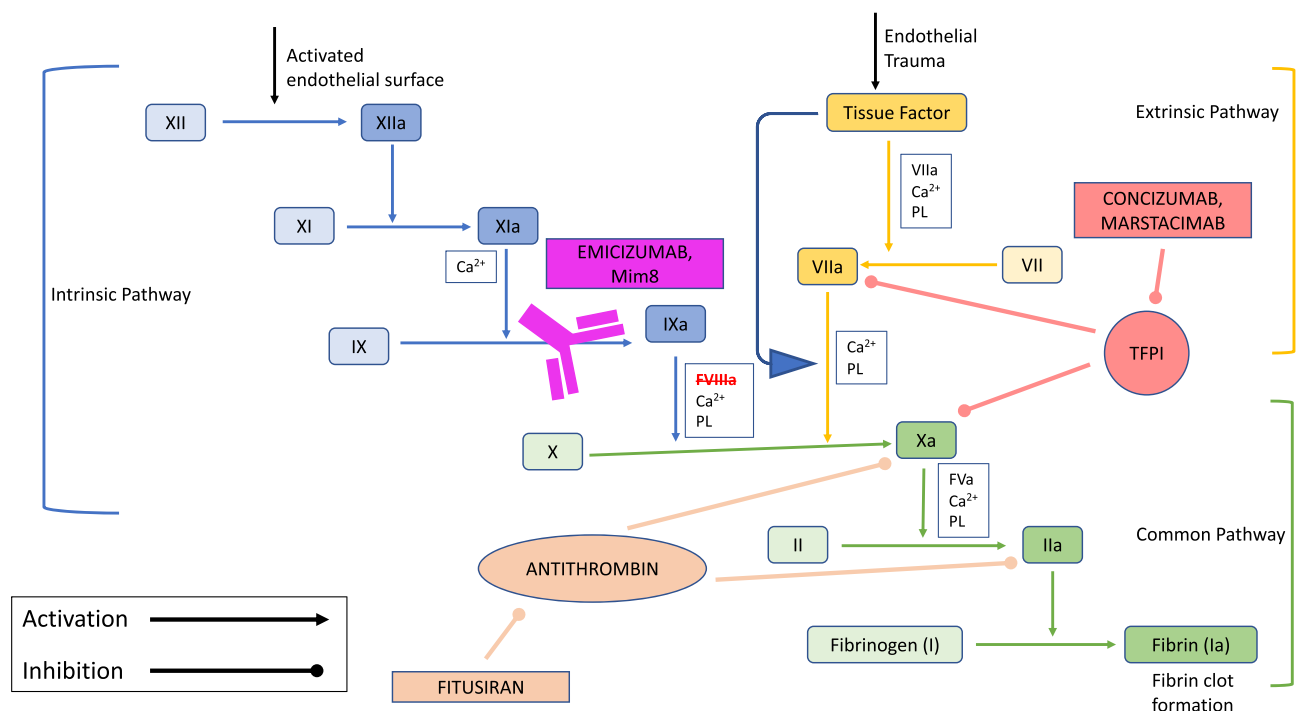 Activated
endothelial surface
Endothelial
Trauma
XII
XIIa
Tissue Factor
Extrinsic Pathway
VIIa
Ca²⁺
PL
CONCIZUMAB,
MARSTACIMAB
XI
XIa
Ca²⁺
EMICIZUMAB,
Mim8
VIIa
VII
Intrinsic Pathway
IX
IXa
Ca²⁺
PL
TFPI
FVIIIa
Ca²⁺
PL
X
Xa
FVa
Ca²⁺
PL
II
IIa
Common Pathway
ANTITHROMBIN
Activation
Inhibition
Fibrinogen (I)
Fibrin (Ia)
Fibrin clot
formation
FITUSIRAN